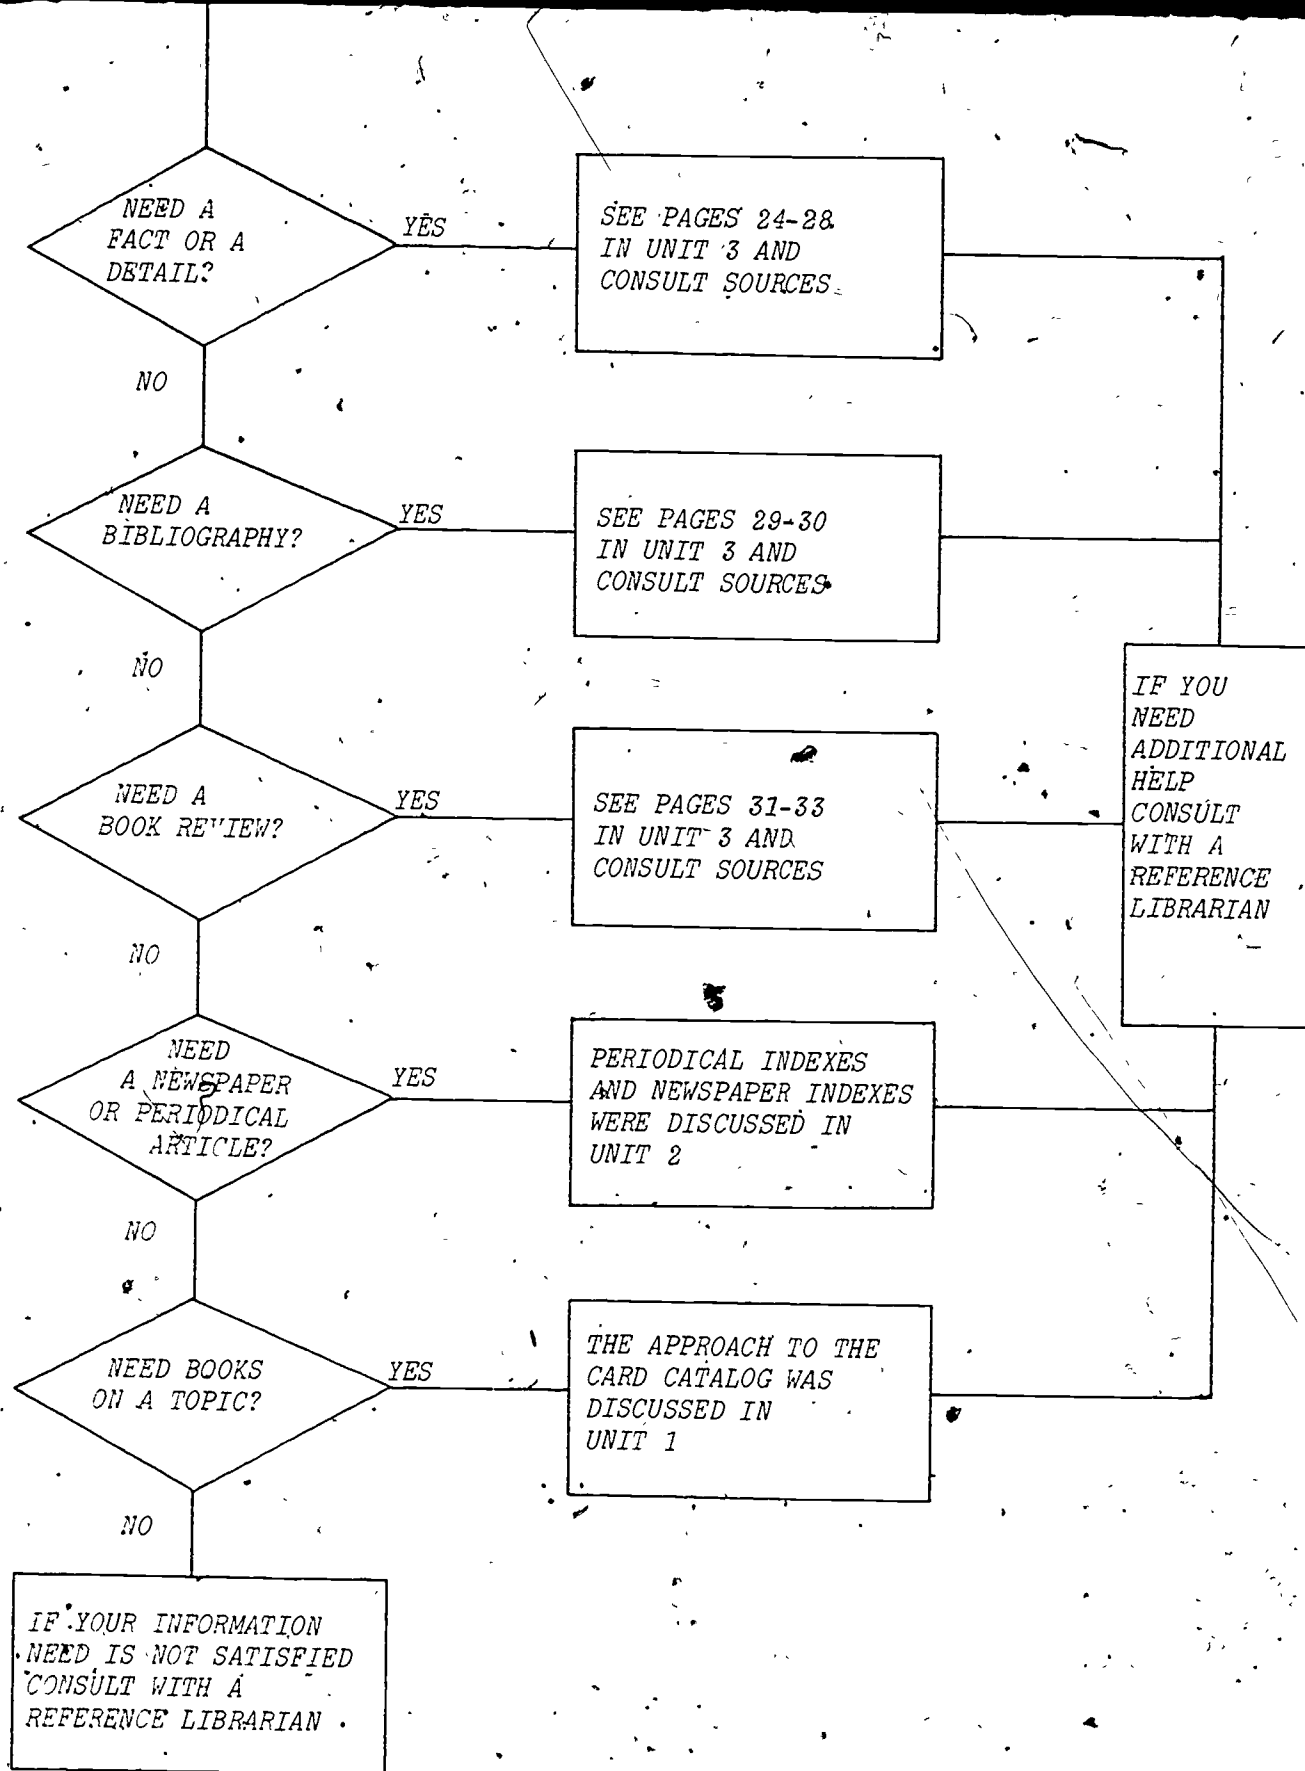 NEED A
FACT OR A
DETAIL?
YES
SEE PAGES 24-28
IN UNIT 3 AND
CONSULT SOURCES
NO
NEED A
BIBLIOGRAPHY?
YES
SEE PAGES 29-30
IN UNIT 3 AND
CONSULT SOURCES
NO
NEED A
BOOK REVIEW?
YES
SEE PAGES 31-33
IN UNIT 3 AND
CONSULT SOURCES
IF YOU
NEED
ADDITIONAL
HELP
CONSULT
WITH A
REFERENCE
LIBRARIAN
NO
NEED
A NEWSPAPER
OR PERIODICAL
ARTICLE?
YES
PERIODICAL INDEXES
AND NEWSPAPER INDEXES
WERE DISCUSSED IN
UNIT 2
NO
NEED BOOKS
ON A TOPIC?
YES
THE APPROACH TO THE
CARD CATALOG WAS
DISCUSSED IN
UNIT 1
NO
IF YOUR INFORMATION
NEED IS NOT SATISFIED
CONSULT WITH A
REFERENCE LIBRARIAN.